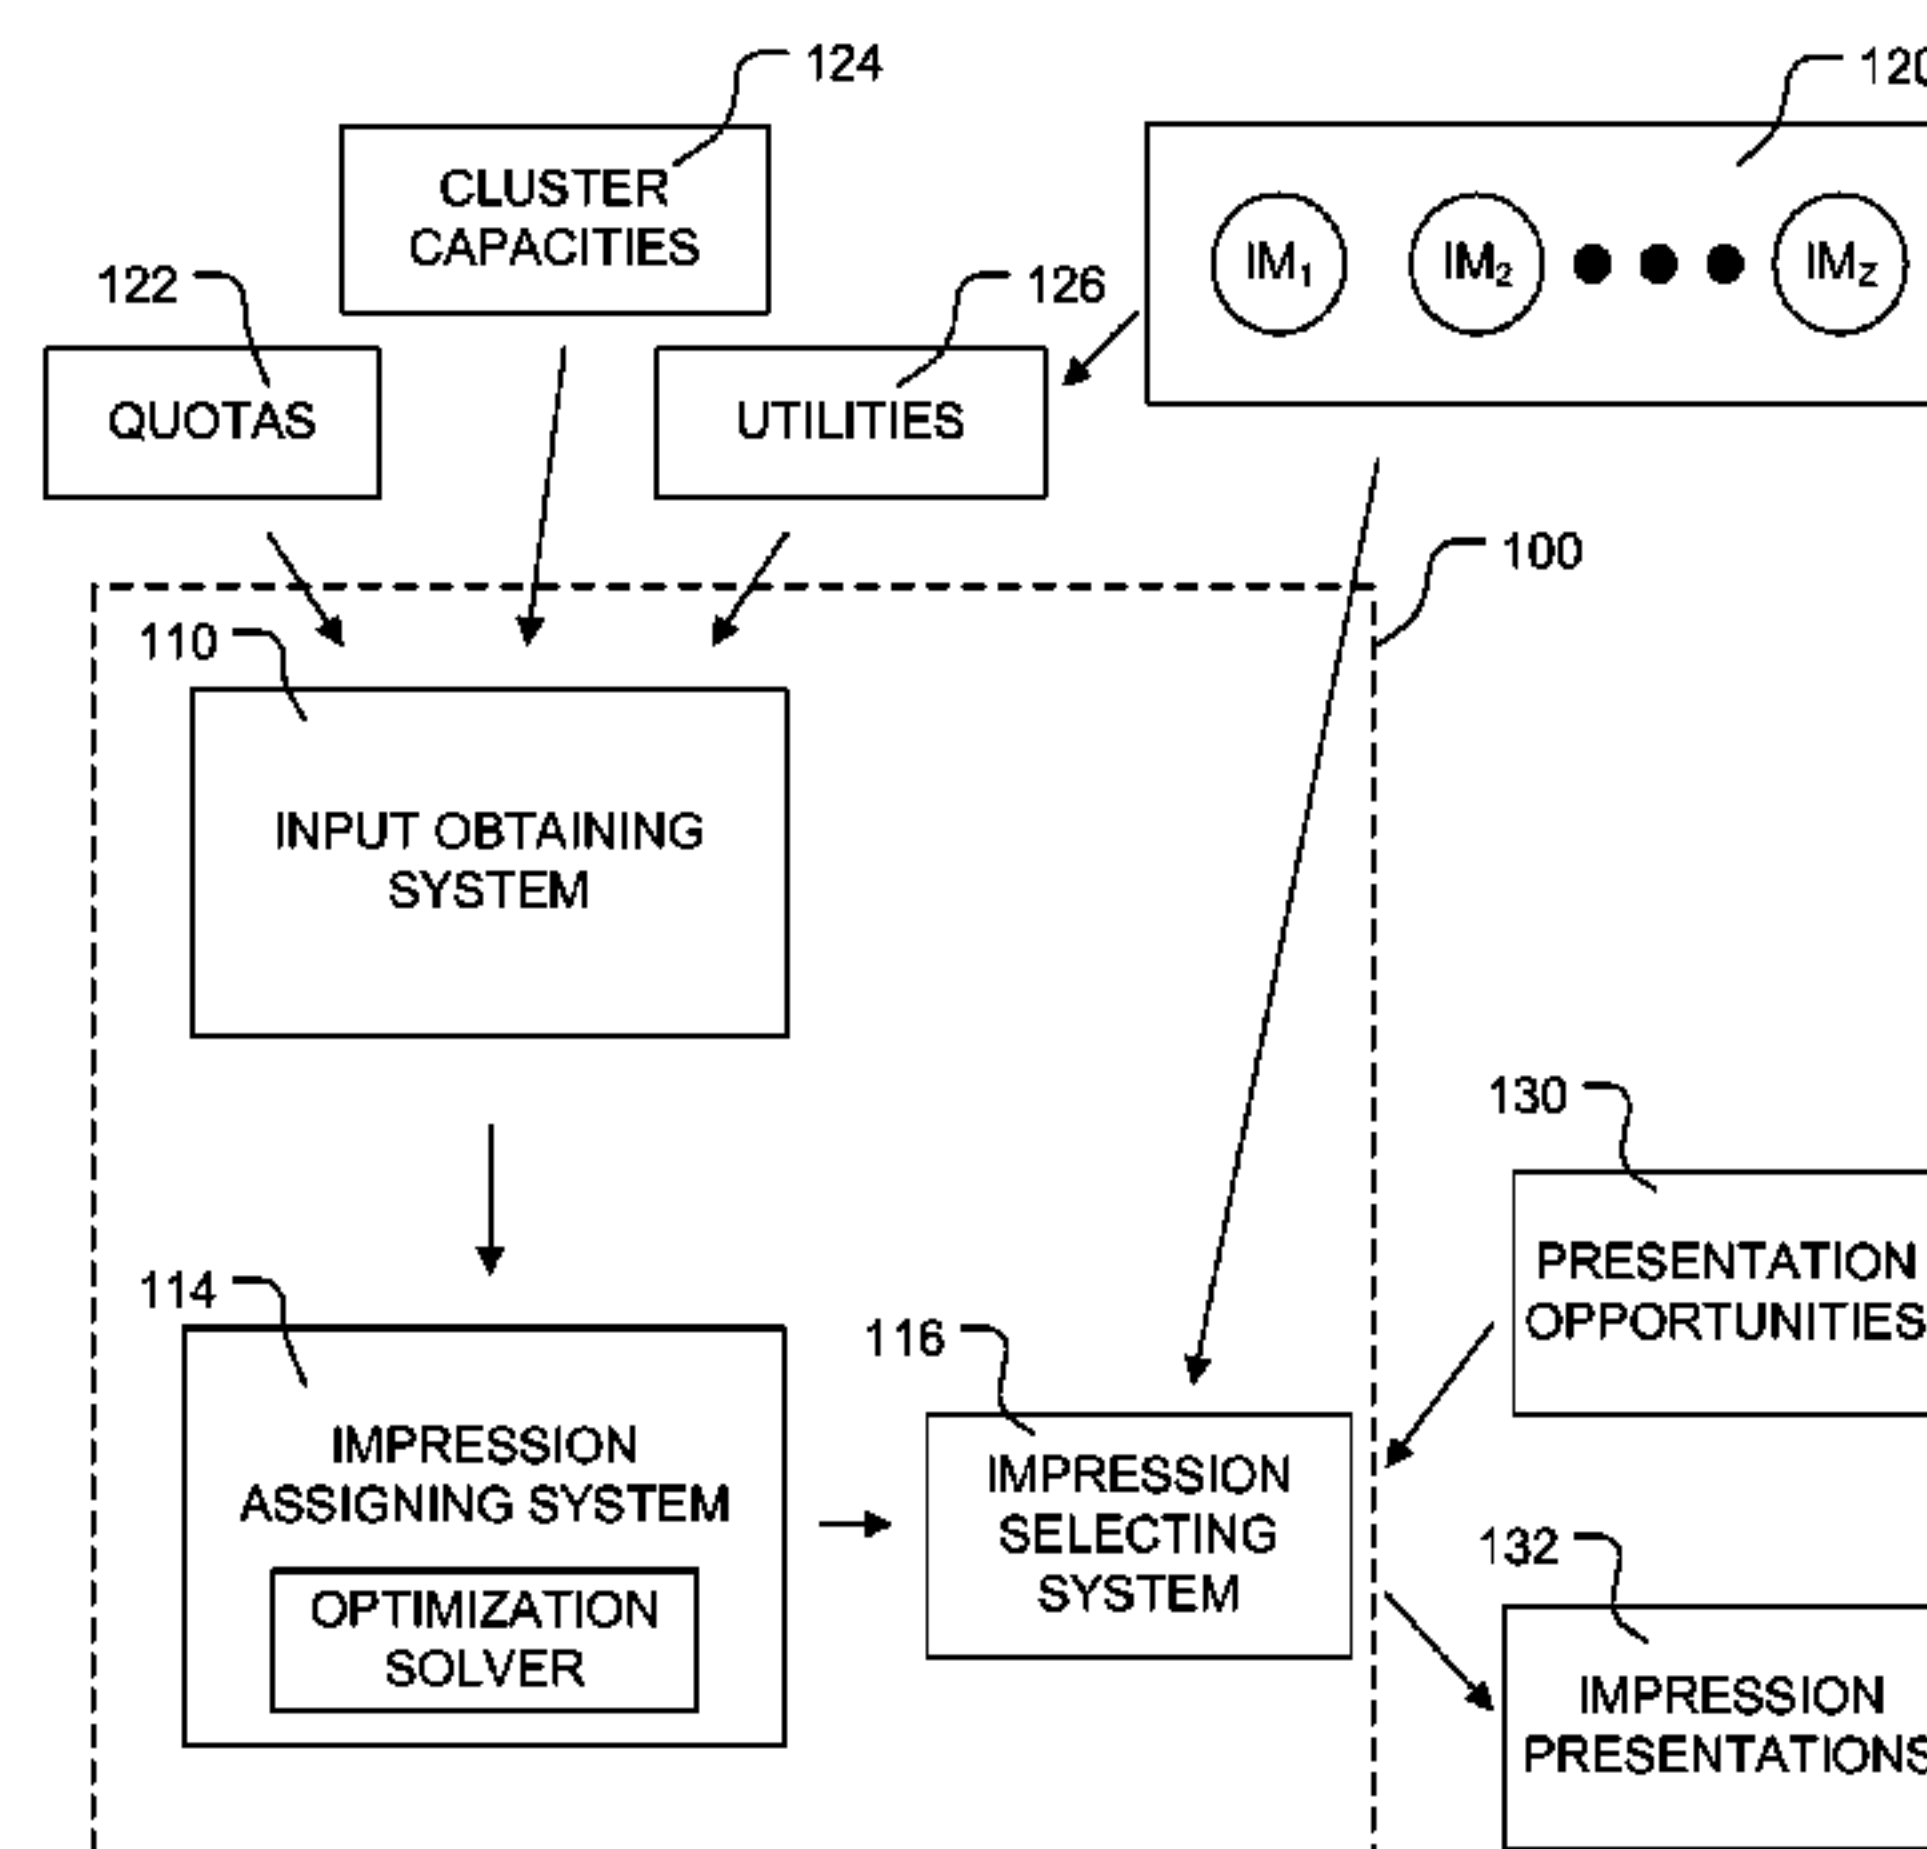 124
120
CLUSTER
CAPACITIES
IM1 IM2 IMZ
122
126
QUOTAS
UTILITIES
100
110
INPUT OBTAINING
SYSTEM
130
PRESENTATION
OPPORTUNITIES
114
116
IMPRESSION
ASSIGNING SYSTEM
IMPRESSION
SELECTING
SYSTEM
OPTIMIZATION
SOLVER
132
IMPRESSION
PRESENTATIONS